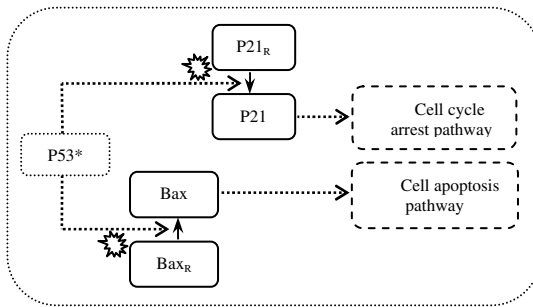 P21R
P21
Cell cycle
arrest pathway
P53*
Bax
Cell apoptosis
pathway
BaxR